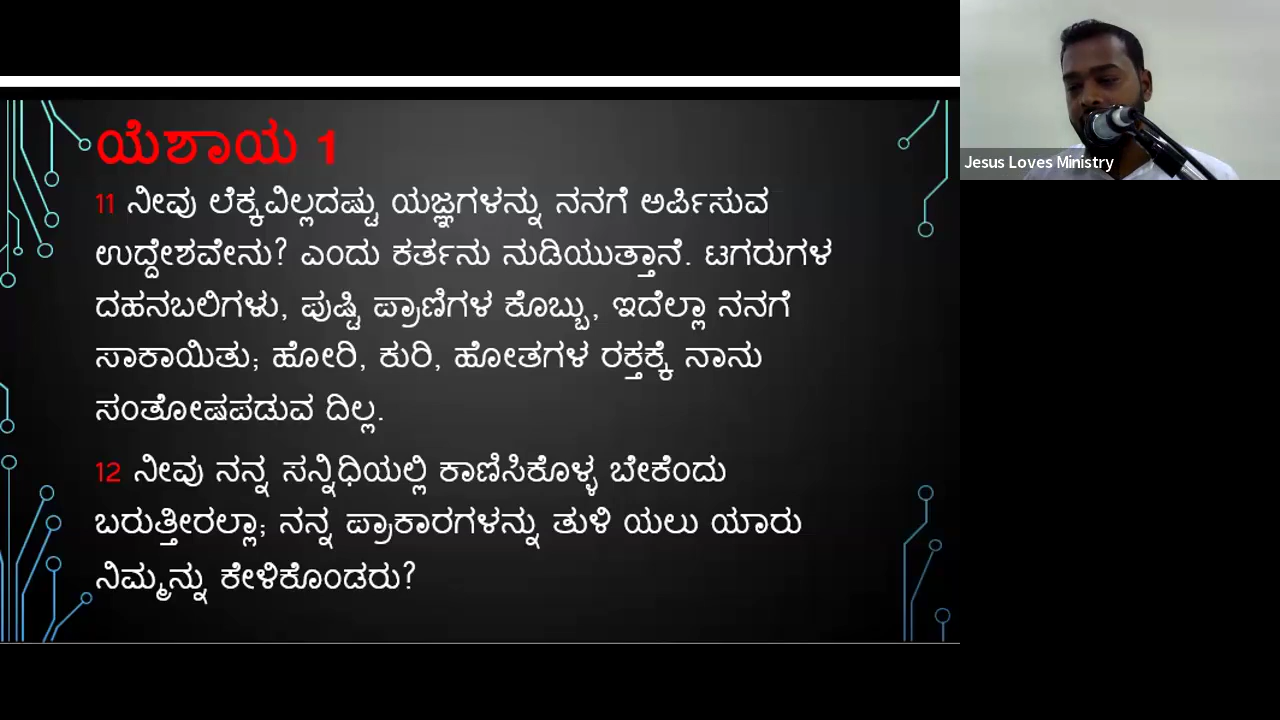 ಯೆಶಾಯ 1
11 ನೀವು ಲೆಕ್ಕವಿಲ್ಲದಷ್ಟು ಯಜ್ಞಗಳನ್ನು ನನಗೆ ಅರ್ಪಿಸುವ
ಉದ್ದೇಶವೇನು? ಎಂದು ಕರ್ತನು ನುಡಿಯುತ್ತಾನೆ. ಟಗರುಗಳ
ದಹನಬಲಿಗಳು, ಪುಷ್ಟಿ ಪ್ರಾಣಿಗಳ ಕೊಬ್ಬು, ಇದೆಲ್ಲಾ ನನಗೆ
ಸಾಕಾಯಿತು; ಹೋರಿ, ಕುರಿ, ಹೋತಗಳ ರಕ್ತಕ್ಕೆ ನಾನು
ಸಂತೋಷಪಡುವ ದಿಲ್ಲ.
12 ನೀವು ನನ್ನ ಸನ್ನಿಧಿಯಲ್ಲಿ ಕಾಣಿಸಿಕೊಳ್ಳ ಬೇಕೆಂದು
ಬರುತ್ತೀರಲ್ಲಾ; ನನ್ನ ಪ್ರಾಕಾರಗಳನ್ನು ತುಳಿ ಯಲು ಯಾರು
ನಿಮ್ಮನ್ನು ಕೇಳಿಕೊಂಡರು?
Jesus Loves Ministry